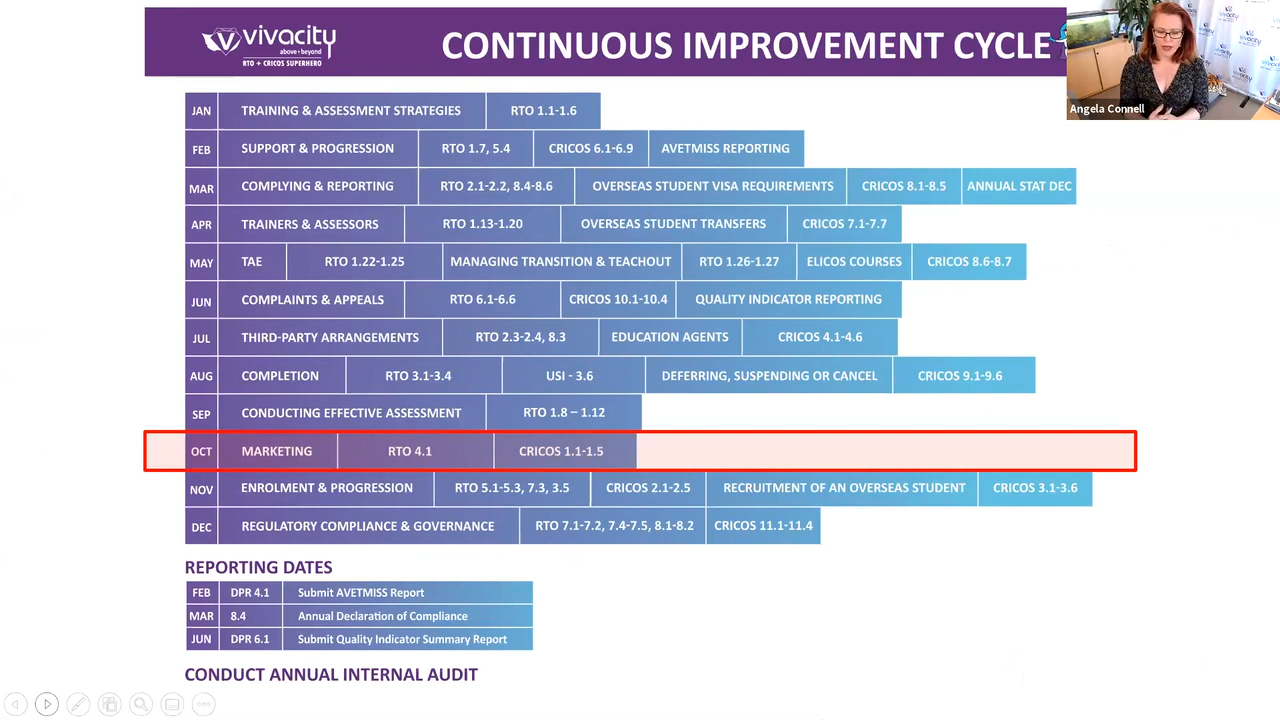 vivacity
above + beyond
RTO + CRICOS SUPERHERO
CONTINUOUS IMPROVEMENT CYCLE
Angela Connell
JAN TRAINING & ASSESSMENT STRATEGIES RTO 1.1-1.6
FEB SUPPORT & PROGRESSION RTO 1.7, 5.4 CRICOS 6.1-6.9 AVETMISS REPORTING
MAR COMPLYING & REPORTING RTO 2.1-2.2, 8.4-8.6 OVERSEAS STUDENT VISA REQUIREMENTS CRICOS 8.1-8.5 ANNUAL STAT DEC
APR TRAINERS & ASSESSORS RTO 1.13-1.20 OVERSEAS STUDENT TRANSFERS CRICOS 7.1-7.7
MAY TAE RTO 1.22-1.25 MANAGING TRANSITION & TEACHOUT RTO 1.26-1.27 ELICOS COURSES CRICOS 8.6-8.7
JUN COMPLAINTS & APPEALS RTO 6.1-6.6 CRICOS 10.1-10.4 QUALITY INDICATOR REPORTING
JUL THIRD-PARTY ARRANGEMENTS RTO 2.3-2.4, 8.3 EDUCATION AGENTS CRICOS 4.1-4.6
AUG COMPLETION RTO 3.1-3.4 USI - 3.6 DEFERRING, SUSPENDING OR CANCEL CRICOS 9.1-9.6
SEP CONDUCTING EFFECTIVE ASSESSMENT RTO 1.8 – 1.12
OCT MARKETING RTO 4.1 CRICOS 1.1-1.5
NOV ENROLMENT & PROGRESSION RTO 5.1-5.3, 7.3, 3.5 CRICOS 2.1-2.5 RECRUITMENT OF AN OVERSEAS STUDENT CRICOS 3.1-3.6
DEC REGULATORY COMPLIANCE & GOVERNANCE RTO 7.1-7.2, 7.4-7.5, 8.1-8.2 CRICOS 11.1-11.4
REPORTING DATES
FEB DPR 4.1 Submit AVETMISS Report
MAR 8.4 Annual Declaration of Compliance
JUN DPR 6.1 Submit Quality Indicator Summary Report
CONDUCT ANNUAL INTERNAL AUDIT